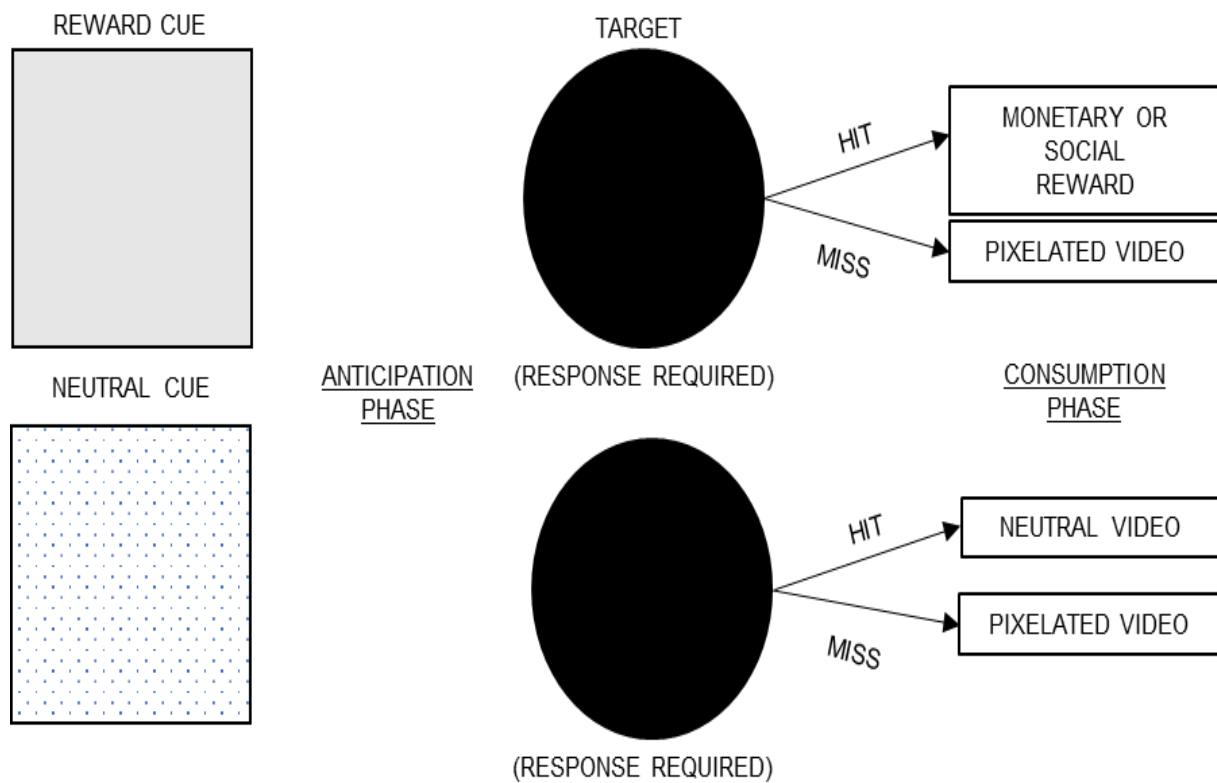 REWARD CUE
TARGET
HIT
MONETARY OR
SOCIAL
REWARD
MISS
PIXELATED VIDEO
NEUTRAL CUE
ANTICIPATION
PHASE
(RESPONSE REQUIRED)
CONSUMPTION
PHASE
HIT
NEUTRAL VIDEO
MISS
PIXELATED VIDEO
(RESPONSE REQUIRED)